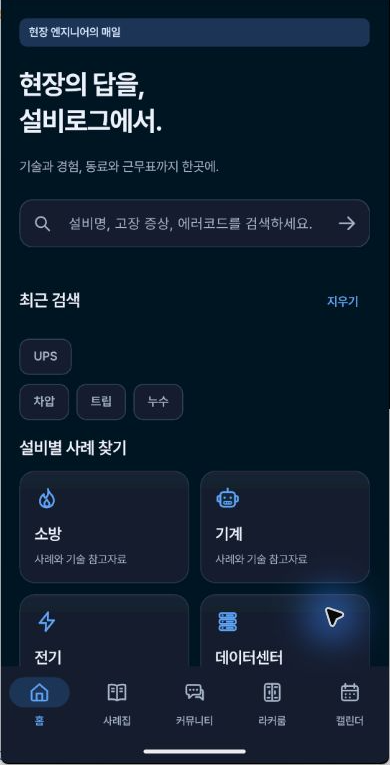 현장 엔지니어의 매일
현장의 답을,
설비로그에서.
기술과 경험, 동료와 근무표까지 한곳에.
설비명, 고장 증상, 에러코드를 검색하세요.
최근 검색 지우기
UPS
차압 트립 누수
설비별 사례 찾기
소방 기계
사례와 기술 참고자료 사례와 기술 참고자료
전기 데이터센터
홈 사례집 커뮤니티 라커룸 캘린더